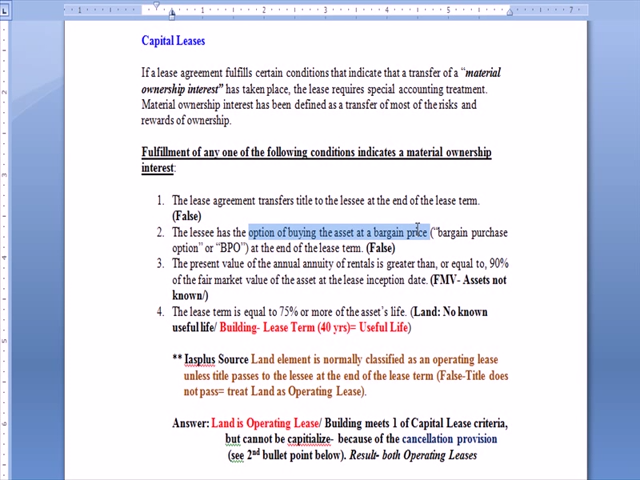 Capital Leases
If a lease agreement fulfills certain conditions that indicate that a transfer of a “material
ownership interest” has taken place, the lease requires special accounting treatment.
Material ownership interest has been defined as a transfer of most of the risks and
rewards of ownership.
Fulfillment of any one of the following conditions indicates a material ownership
interest:
1. The lease agreement transfers title to the lessee at the end of the lease term.
(False)
2. The lessee has the option of buying the asset at a bargain price (“bargain purchase
option” or “BPO”) at the end of the lease term. (False)
3. The present value of the annual annuity of rentals is greater than, or equal to, 90%
of the fair market value of the asset at the lease inception date. (FMV- Assets not
known/)
4. The lease term is equal to 75% or more of the asset’s life. (Land: No known
useful life/ Building- Lease Term (40 yrs)= Useful Life)
** Iasplus Source Land element is normally classified as an operating lease
unless title passes to the lessee at the end of the lease term (False-Title does
not pass= treat Land as Operating Lease).
Answer: Land is Operating Lease/ Building meets 1 of Capital Lease criteria,
but cannot be capitialize- because of the cancellation provision
(see 2nd bullet point below). Result- both Operating Leases